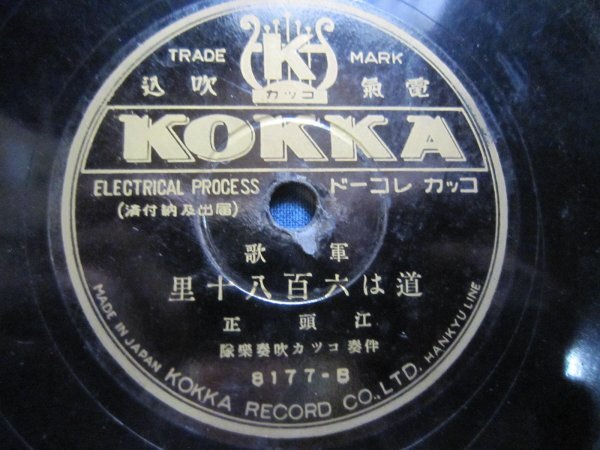 TRADE K MARK
カッコ
込吹 氣電
KOKKA
ELECTRICAL PROCESS ドーコレ カッコ
(済付納及出届)
歌軍
里十八百六は道
正頭江
隊樂奏吹カツコ 奏伴
8177-B
MADE IN JAPAN KOKKA RECORD CO., LTD. HANKYU LINE